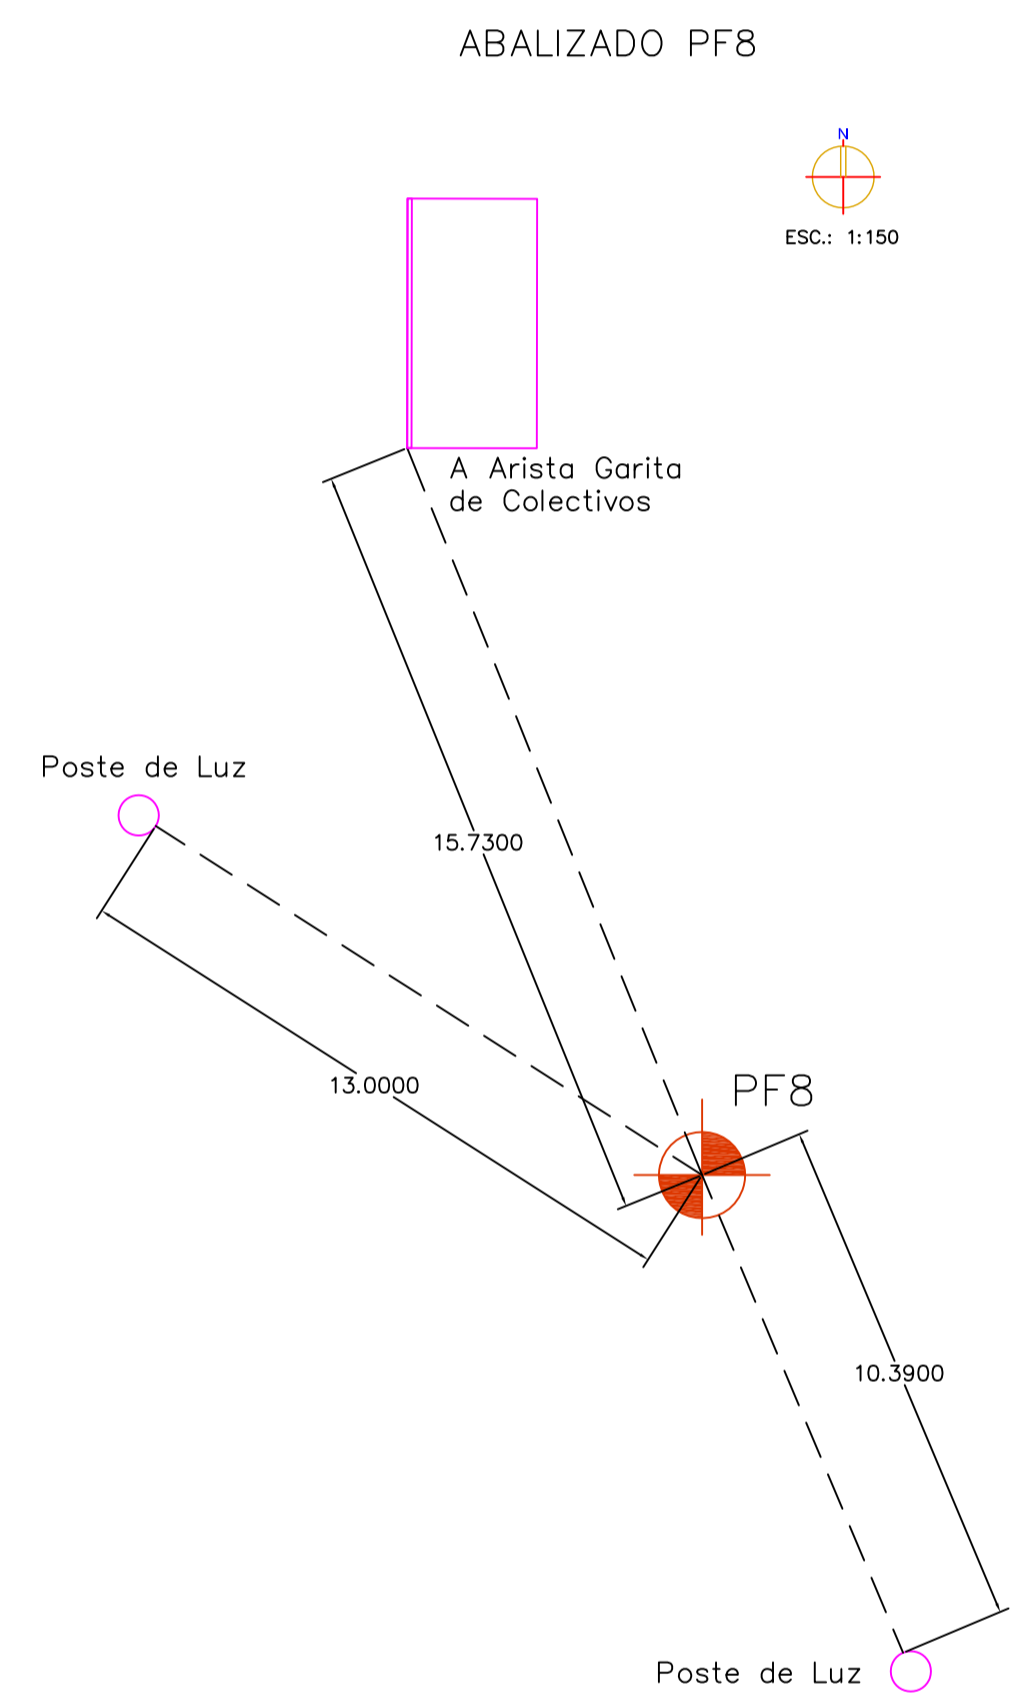 ABALIZADO PF8
N
ESC.: 1:150
A Arista Garita
de Colectivos
Poste de Luz
15.7300
13.0000
PF8
10.3900
Poste de Luz